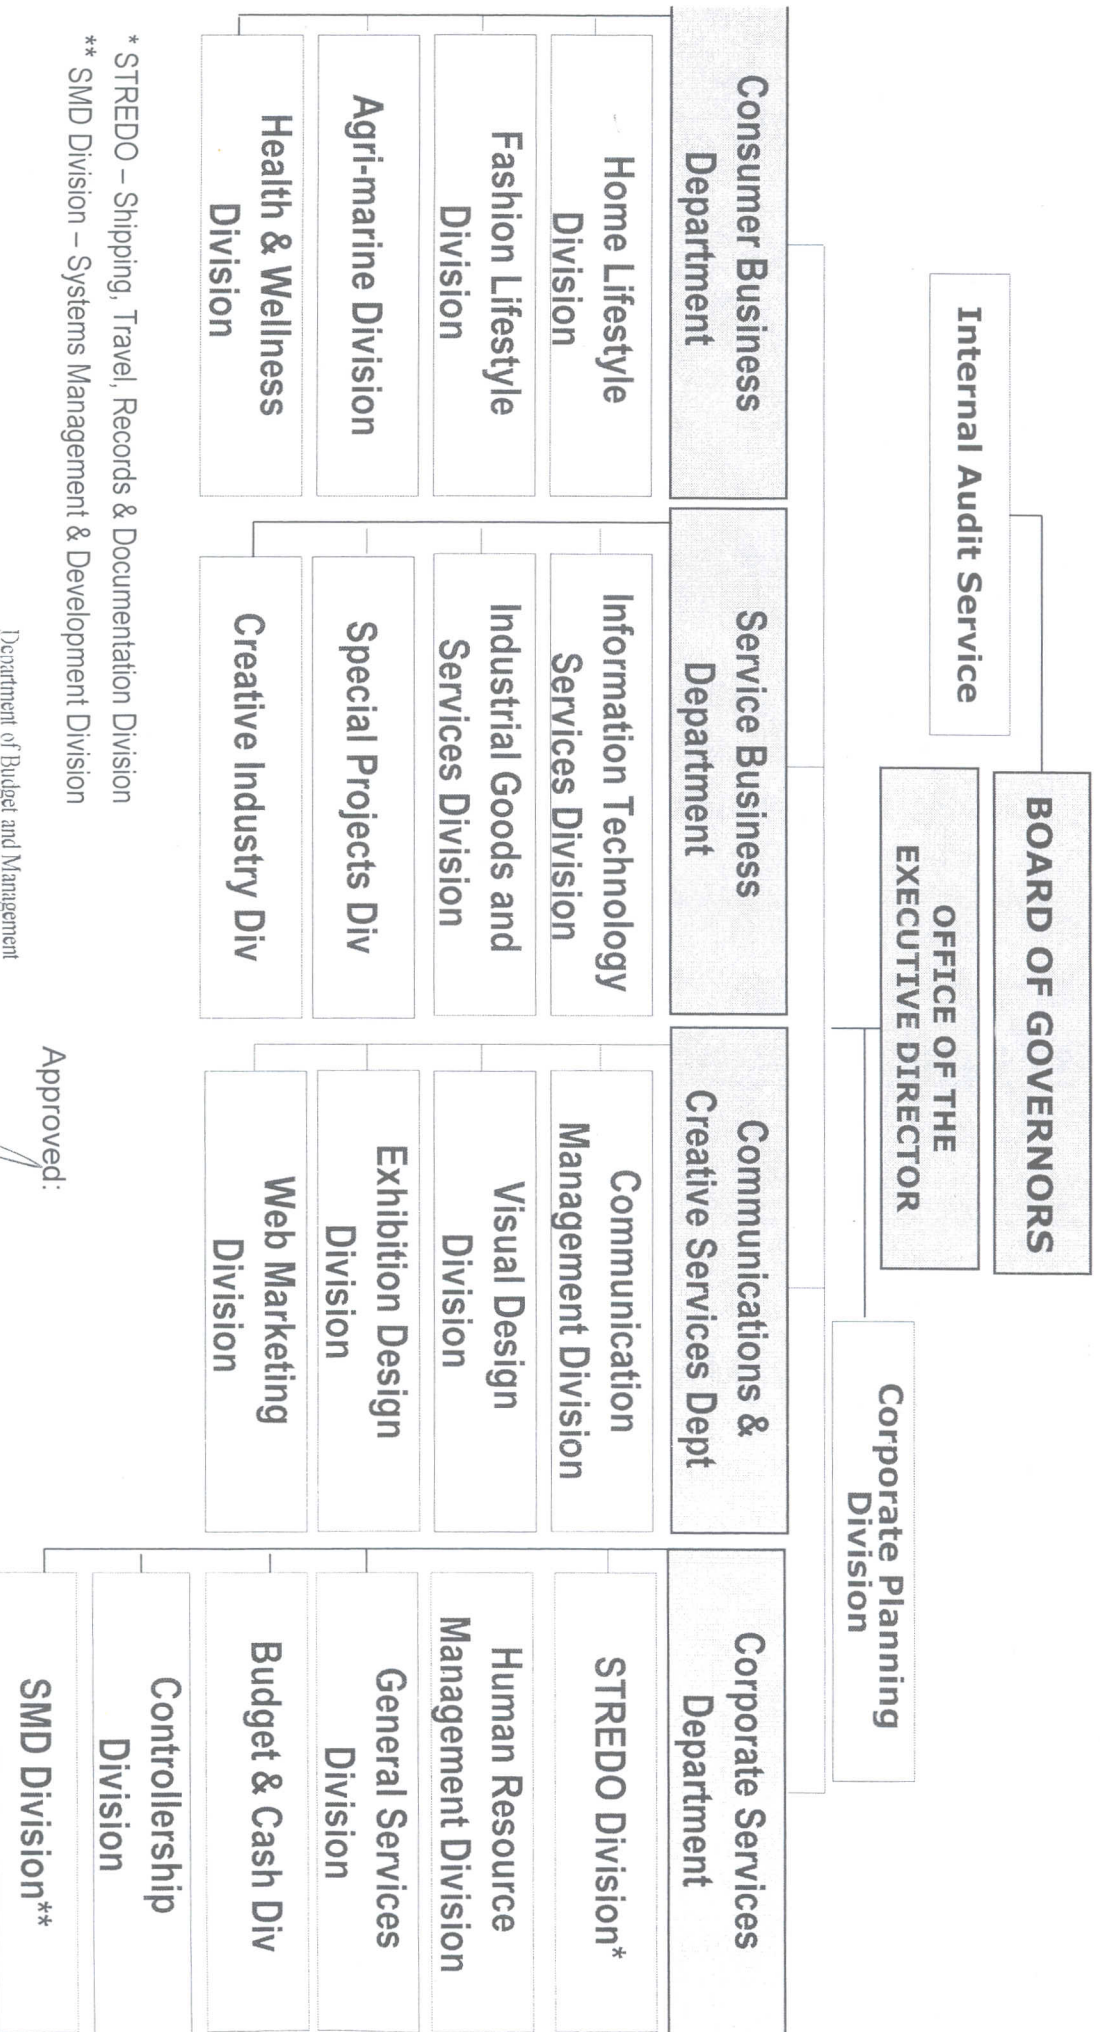 BOARD OF GOVERNORS
Internal Audit Service
OFFICE OF THE
EXECUTIVE DIRECTOR
Corporate Planning
Division
Consumer Business
Department
Home Lifestyle
Division
Fashion Lifestyle
Division
Agri-marine Division
Health & Wellness
Division
Service Business
Department
Information Technology
Services Division
Industrial Goods and
Services Division
Special Projects Div
Creative Industry Div
Communications &
Creative Services Dept
Communication
Management Division
Visual Design
Division
Exhibition Design
Division
Web Marketing
Division
Corporate Services
Department
STREDO Division*
Human Resource
Management Division
General Services
Division
Budget & Cash Div
Controllership
Division
SMD Division**
* STREDO – Shipping, Travel, Records & Documentation Division
** SMD Division – Systems Management & Development Division
Approved:
Department of Budget and Management